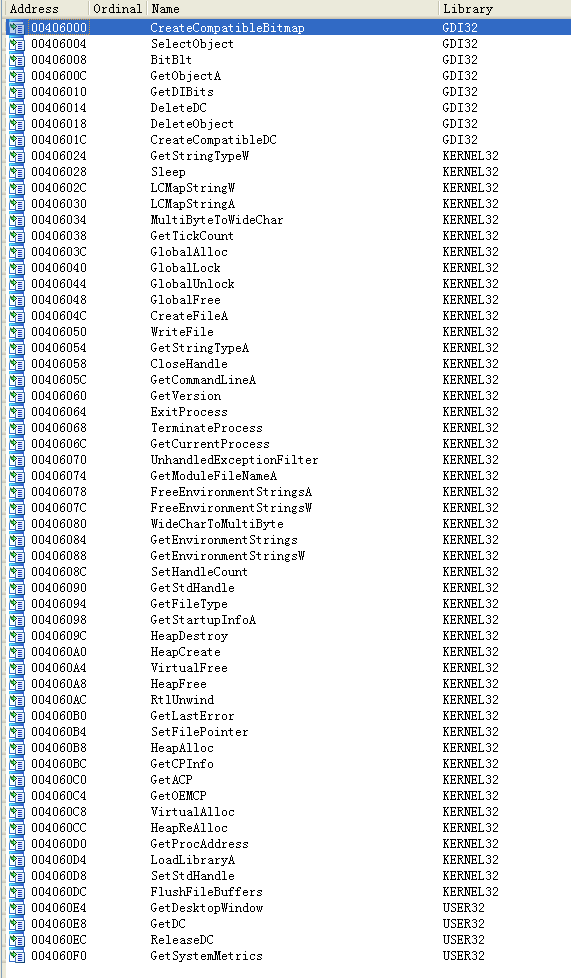 Address Ordinal Name Library
00406000 CreateCompatibleBitmap GDI32
00406004 SelectObject GDI32
00406008 BitBlt GDI32
0040600C GetObjectA GDI32
00406010 GetDIBits GDI32
00406014 DeleteDC GDI32
00406018 DeleteObject GDI32
0040601C CreateCompatibleDC GDI32
00406024 GetStringTypeW KERNEL32
00406028 Sleep KERNEL32
0040602C LCMapStringW KERNEL32
00406030 LCMapStringA KERNEL32
00406034 MultiByteToWideChar KERNEL32
00406038 GetTickCount KERNEL32
0040603C GlobalAlloc KERNEL32
00406040 GlobalLock KERNEL32
00406044 GlobalUnlock KERNEL32
00406048 GlobalFree KERNEL32
0040604C CreateFileA KERNEL32
00406050 WriteFile KERNEL32
00406054 GetStringTypeA KERNEL32
00406058 CloseHandle KERNEL32
0040605C GetCommandLineA KERNEL32
00406060 GetVersion KERNEL32
00406064 ExitProcess KERNEL32
00406068 TerminateProcess KERNEL32
0040606C GetCurrentProcess KERNEL32
00406070 UnhandledExceptionFilter KERNEL32
00406074 GetModuleFileNameA KERNEL32
00406078 FreeEnvironmentStringsA KERNEL32
0040607C FreeEnvironmentStringsW KERNEL32
00406080 WideCharToMultiByte KERNEL32
00406084 GetEnvironmentStrings KERNEL32
00406088 GetEnvironmentStringsW KERNEL32
0040608C SetHandleCount KERNEL32
00406090 GetStdHandle KERNEL32
00406094 GetFileType KERNEL32
00406098 GetStartupInfoA KERNEL32
0040609C HeapDestroy KERNEL32
004060A0 HeapCreate KERNEL32
004060A4 VirtualFree KERNEL32
004060A8 HeapFree KERNEL32
004060AC RtlUnwind KERNEL32
004060B0 GetLastError KERNEL32
004060B4 SetFilePointer KERNEL32
004060B8 HeapAlloc KERNEL32
004060BC GetCPInfo KERNEL32
004060C0 GetACP KERNEL32
004060C4 GetOEMCP KERNEL32
004060C8 VirtualAlloc KERNEL32
004060CC HeapReAlloc KERNEL32
004060D0 GetProcAddress KERNEL32
004060D4 LoadLibraryA KERNEL32
004060D8 SetStdHandle KERNEL32
004060DC FlushFileBuffers KERNEL32
004060E4 GetDesktopWindow USER32
004060E8 GetDC USER32
004060EC ReleaseDC USER32
004060F0 GetSystemMetrics USER32